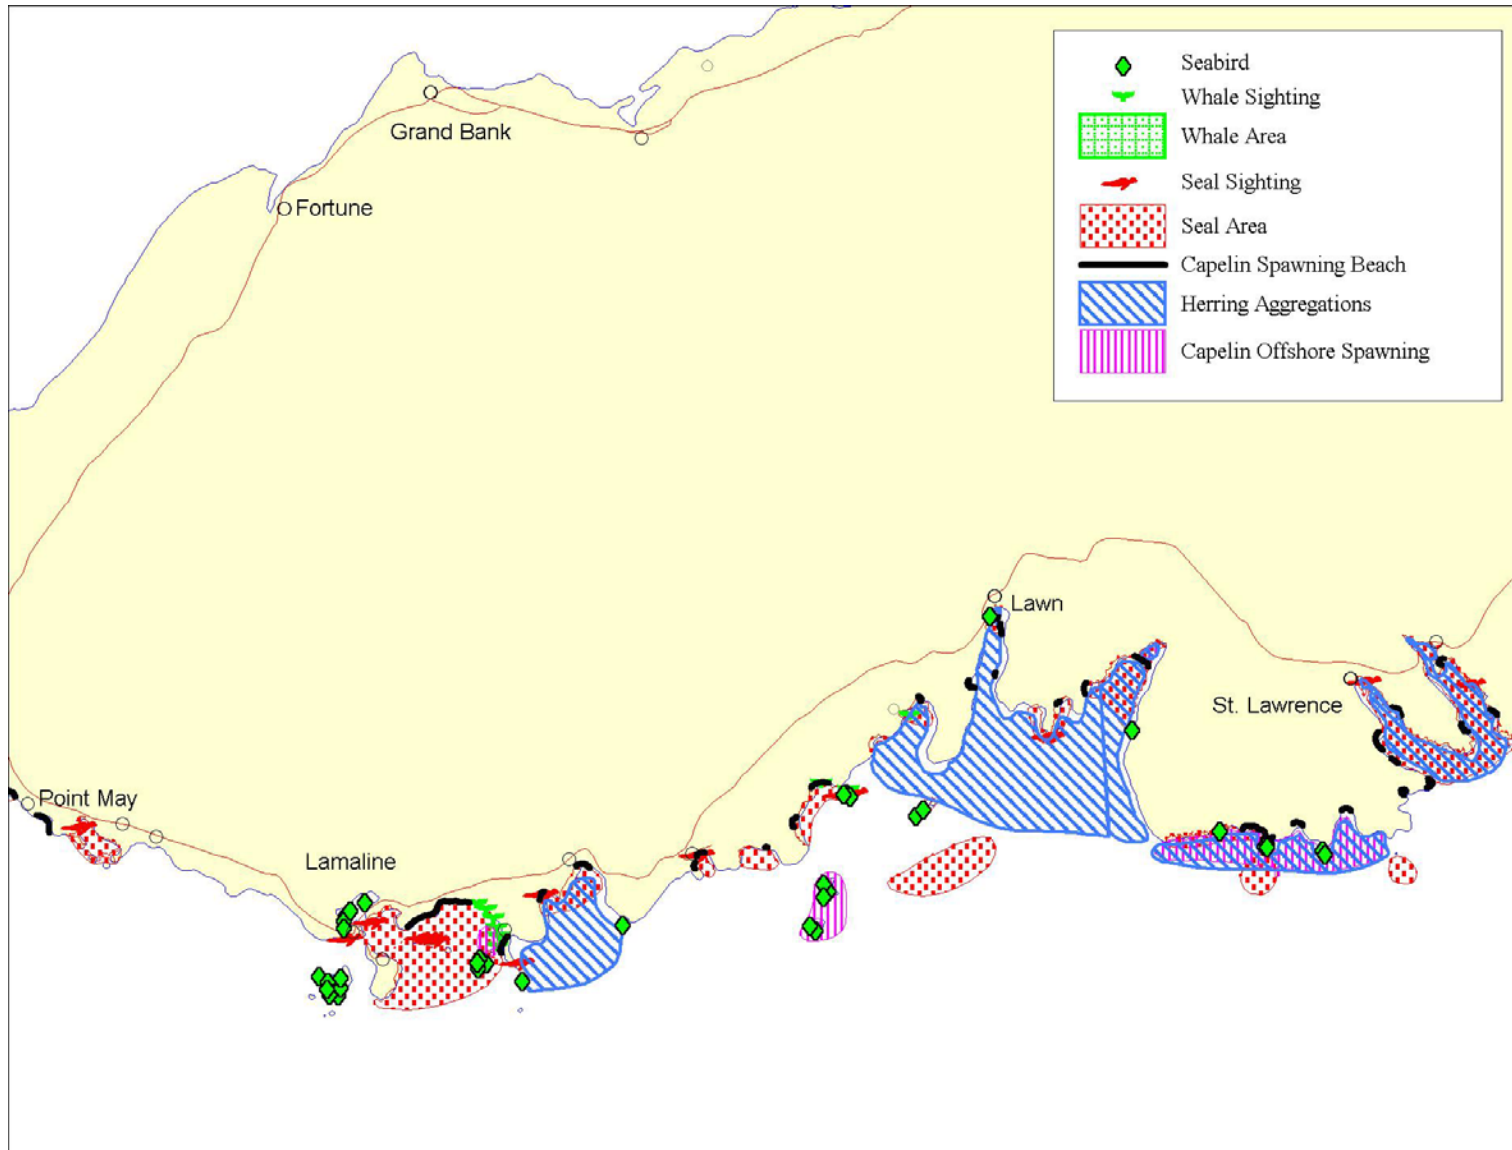 Seabird
Whale Sighting
Whale Area
Seal Sighting
Seal Area
Capelin Spawning Beach
Herring Aggregations
Capelin Offshore Spawning
Grand Bank
Fortune
Lawn
St. Lawrence
Point May
Lamaline